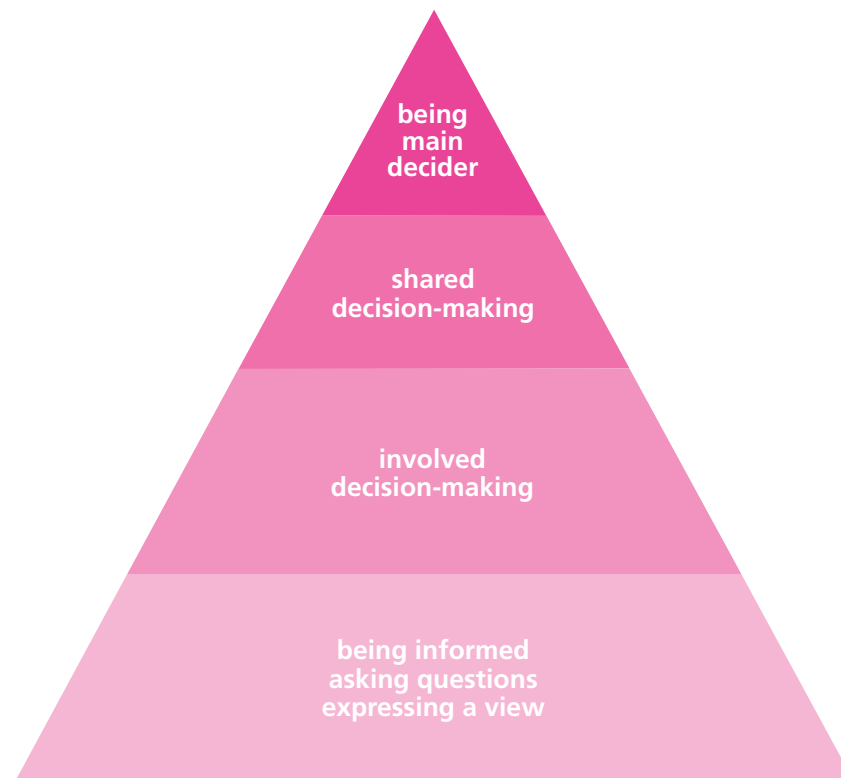 being
main
decider
shared
decision-making
involved
decision-making
being informed
asking questions
expressing a view